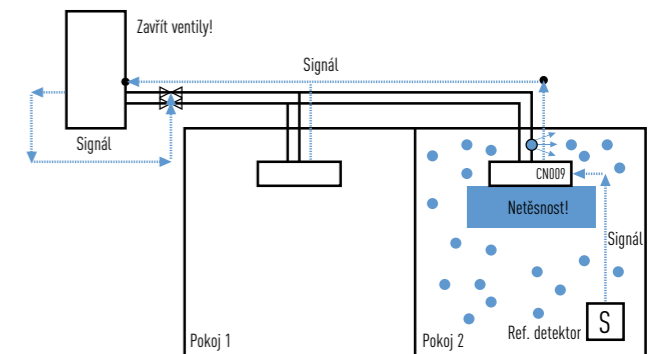 Zavřít ventily!
Signál
Signál
CN009
Netěsnost!
Signál
Pokoj 1
Pokoj 2
Ref. detektor
S